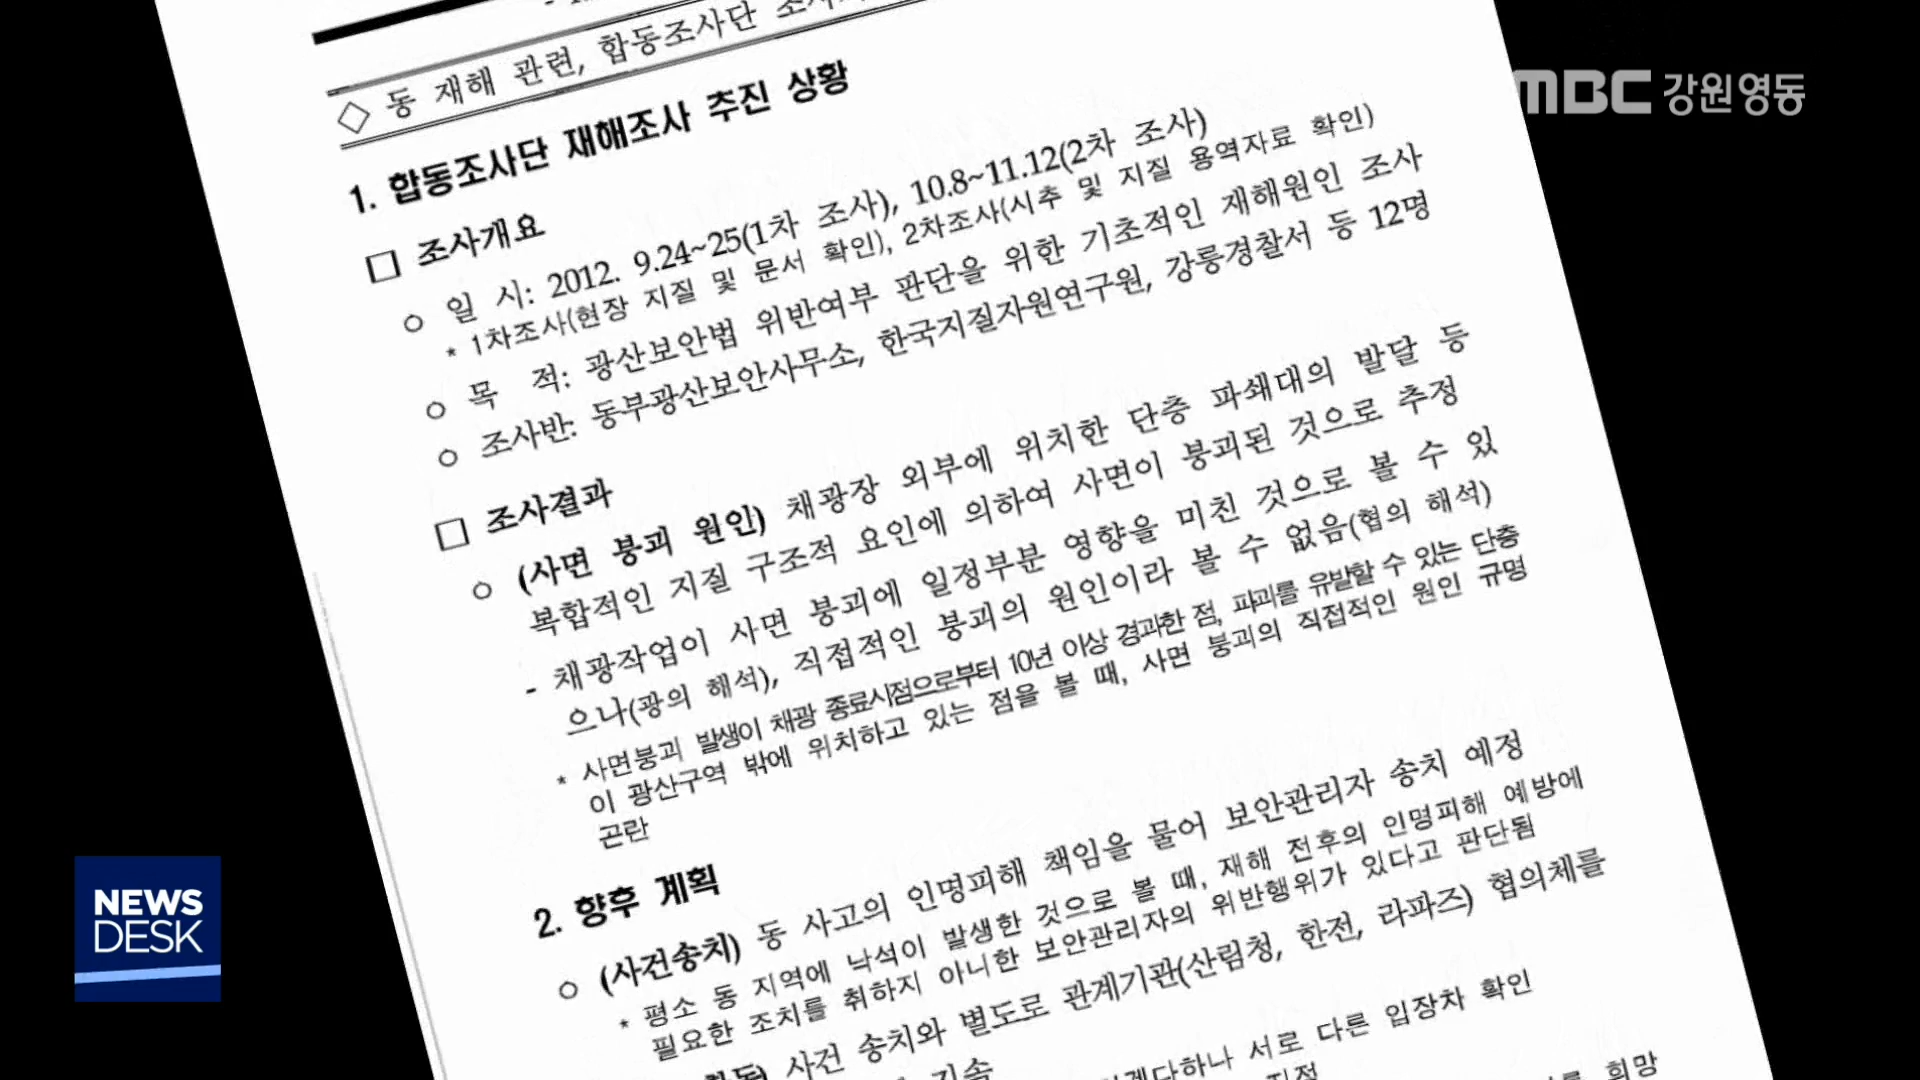 MBC 강원영동
◇ 동 재해 관련, 합동조사단
1. 합동조사단 재해조사 추진 상황
□ 조사개요
○ 일 시: 2012. 9.24~25(1차 조사), 10.8~11.12(2차 조사)
* 1차조사(현장 지질 및 문서 확인), 2차조사(시추 및 지질 용역자료 확인)
○ 목 적: 광산보안법 위반여부 판단을 위한 기초적인 재해원인 조사
○ 조사반: 동부광산보안사무소, 한국지질자원연구원, 강릉경찰서 등 12명
□ 조사결과
○ (사면 붕괴 원인) 채광장 외부에 위치한 단층 파쇄대의 발달 등
복합적인 지질 구조적 요인에 의하여 사면이 붕괴된 것으로 추정
- 채광작업이 사면 붕괴에 일정부분 영향을 미친 것으로 볼 수 있
으나(광의 해석), 직접적인 붕괴의 원인이라 볼 수 없음(협의 해석)
* 사면붕괴 발생이 채광 종료시점으로부터 10년 이상 경과한 점, 파괴를 유발할 수 있는 단층
이 광산구역 밖에 위치하고 있는 점을 볼 때, 사면 붕괴의 직접적인 원인 규명
곤란
2. 향후 계획
○ (사건송치) 동 사고의 인명피해 책임을 물어 보안관리자 송치 예정
* 평소 동 지역에 낙석이 발생한 것으로 볼 때, 재해 전후의 인명피해 예방에
필요한 조치를 취하지 아니한 보안관리자의 위반행위가 있다고 판단됨
사건 송치와 별도로 관계기관(산림청, 한전, 라파즈) 협의체를
서로 다른 입장차 확인
희망
NEWS
DESK